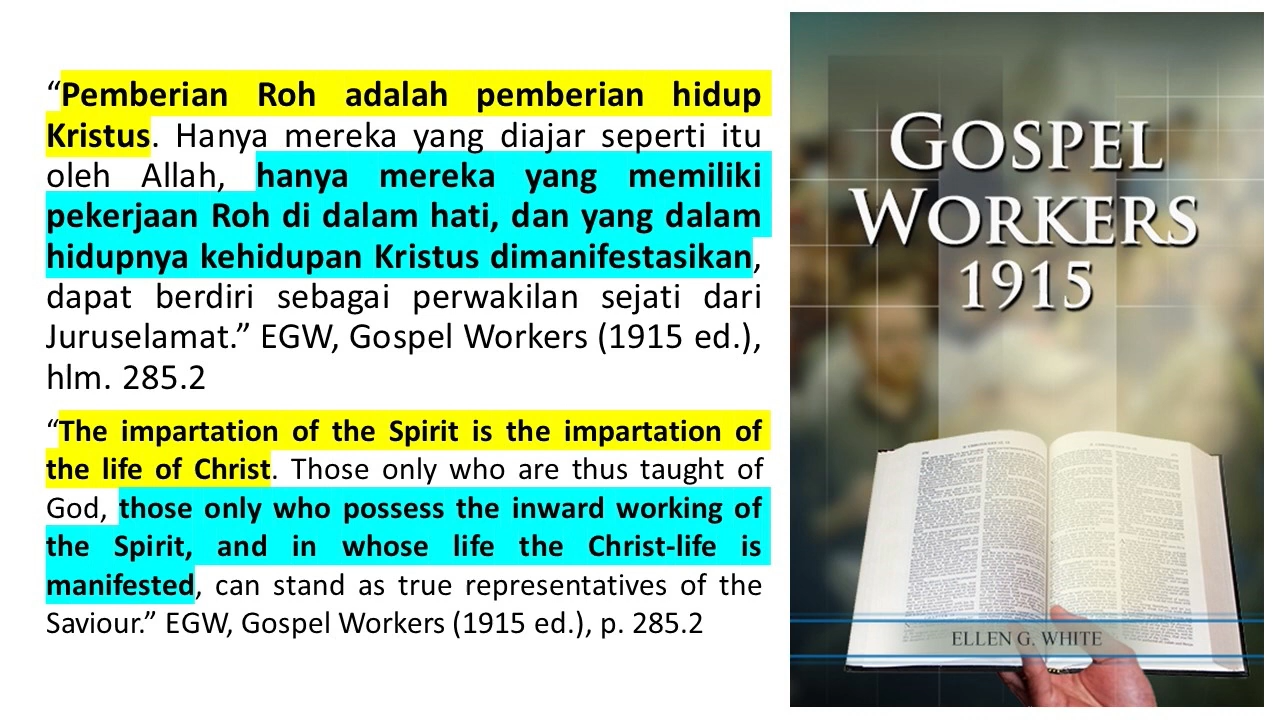 “Pemberian Roh adalah pemberian hidup
Kristus. Hanya mereka yang diajar seperti itu
oleh Allah, hanya mereka yang memiliki
pekerjaan Roh di dalam hati, dan yang dalam
hidupnya kehidupan Kristus dimanifestasikan,
dapat berdiri sebagai perwakilan sejati dari
Juruselamat.” EGW, Gospel Workers (1915 ed.),
hlm. 285.2
“The impartation of the Spirit is the impartation of
the life of Christ. Those only who are thus taught of
God, those only who possess the inward working of
the Spirit, and in whose life the Christ-life is
manifested, can stand as true representatives of the
Saviour.” EGW, Gospel Workers (1915 ed.), p. 285.2
GOSPEL
WORKERS
1915
ELLEN G. WHITE